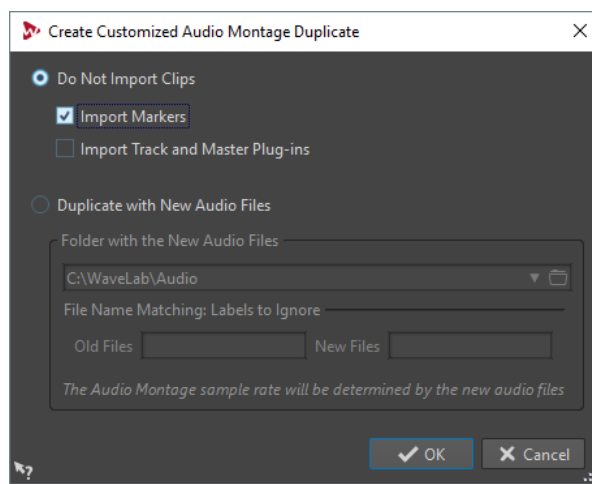 Create Customized Audio Montage Duplicate
Do Not Import Clips
Import Markers
Import Track and Master Plug-ins
Duplicate with New Audio Files
Folder with the New Audio Files
C:\WaveLab\Audio
File Name Matching: Labels to Ignore
Old Files New Files
The Audio Montage sample rate will be determined by the new audio files
OK Cancel
?